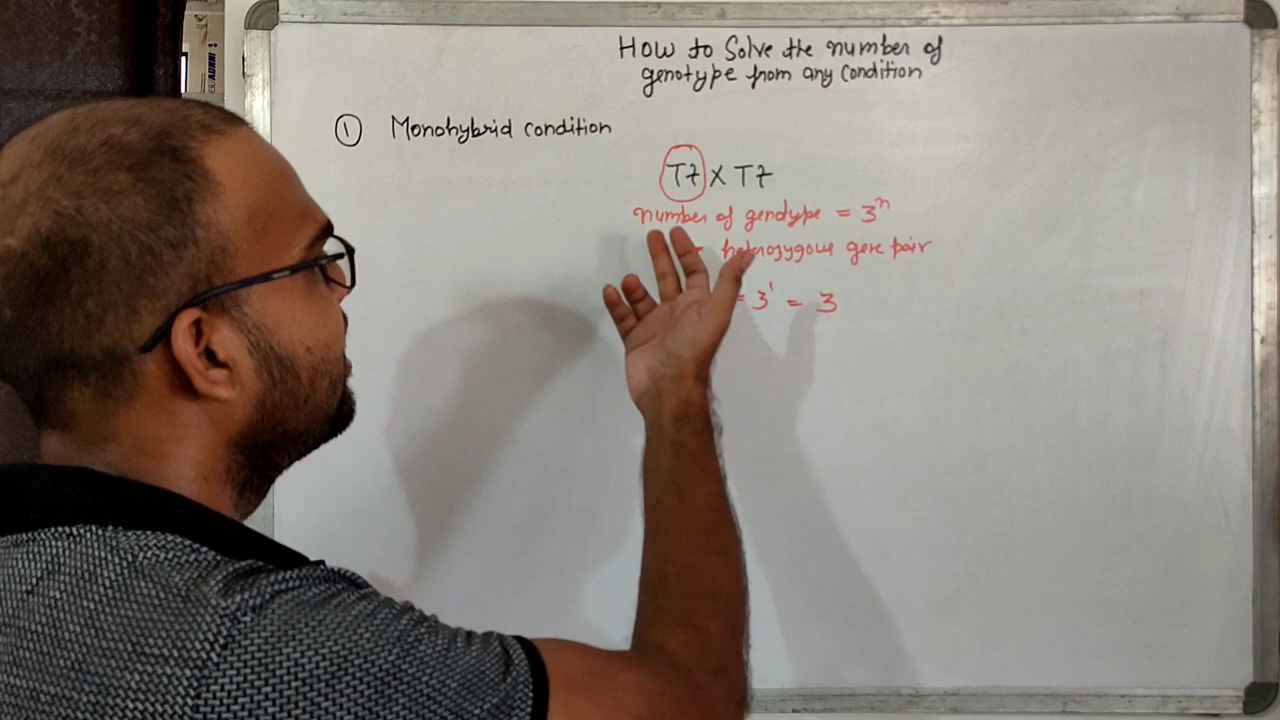 How to Solve the number of
genotype from any condition
① Monohybrid condition
Tt X Tt
number of genotype = 3ⁿ
heterozygous gene pair
= 3¹ = 3